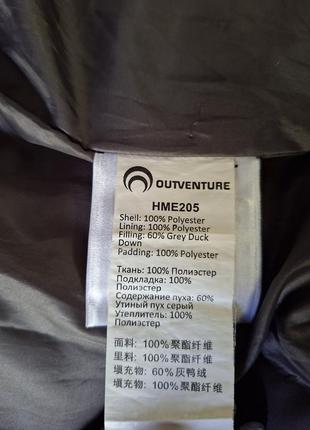 OUTVENTURE
HME205
Shell: 100% Polyester
Lining: 100% Polyester
Filling: 60% Grey Duck
Down
Padding: 100% Polyester
Ткань: 100% Полиэстер
Подкладка: 100%
Полиэстер
Содержание пуха: 60%
Утиный пух серый
Утеплитель: 100%
Полиэстер
面料: 100%聚酯纤维
里料: 100%聚酯纤维
填充物: 60%灰鸭绒
填充物: 100%聚酯纤维